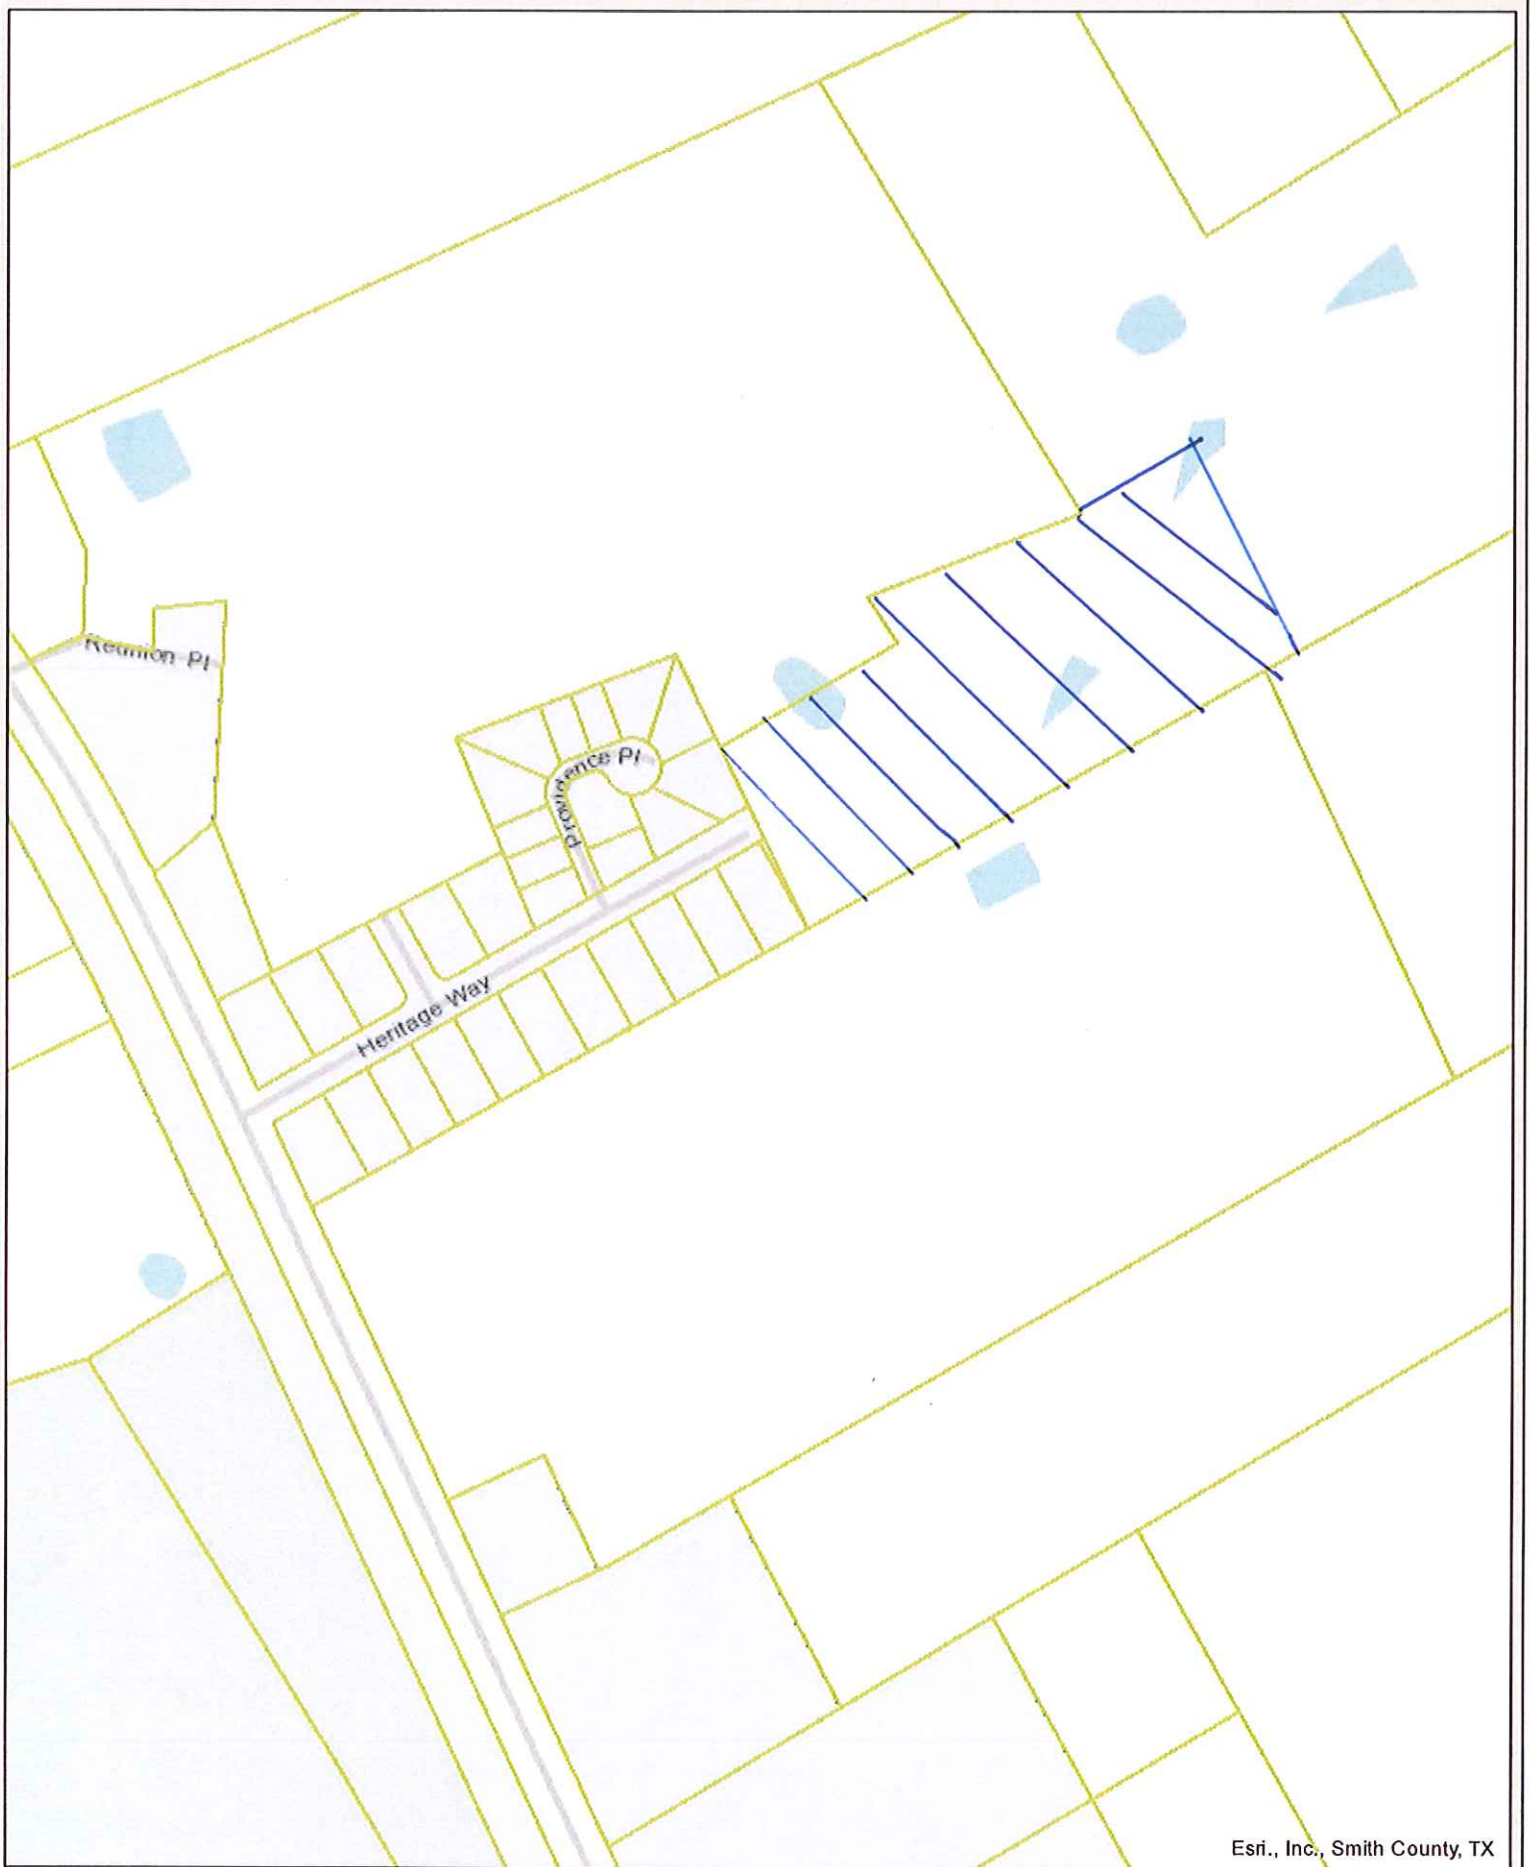 Reunion Pl
Providence Pl
Heritage Way
Esri., Inc., Smith County, TX